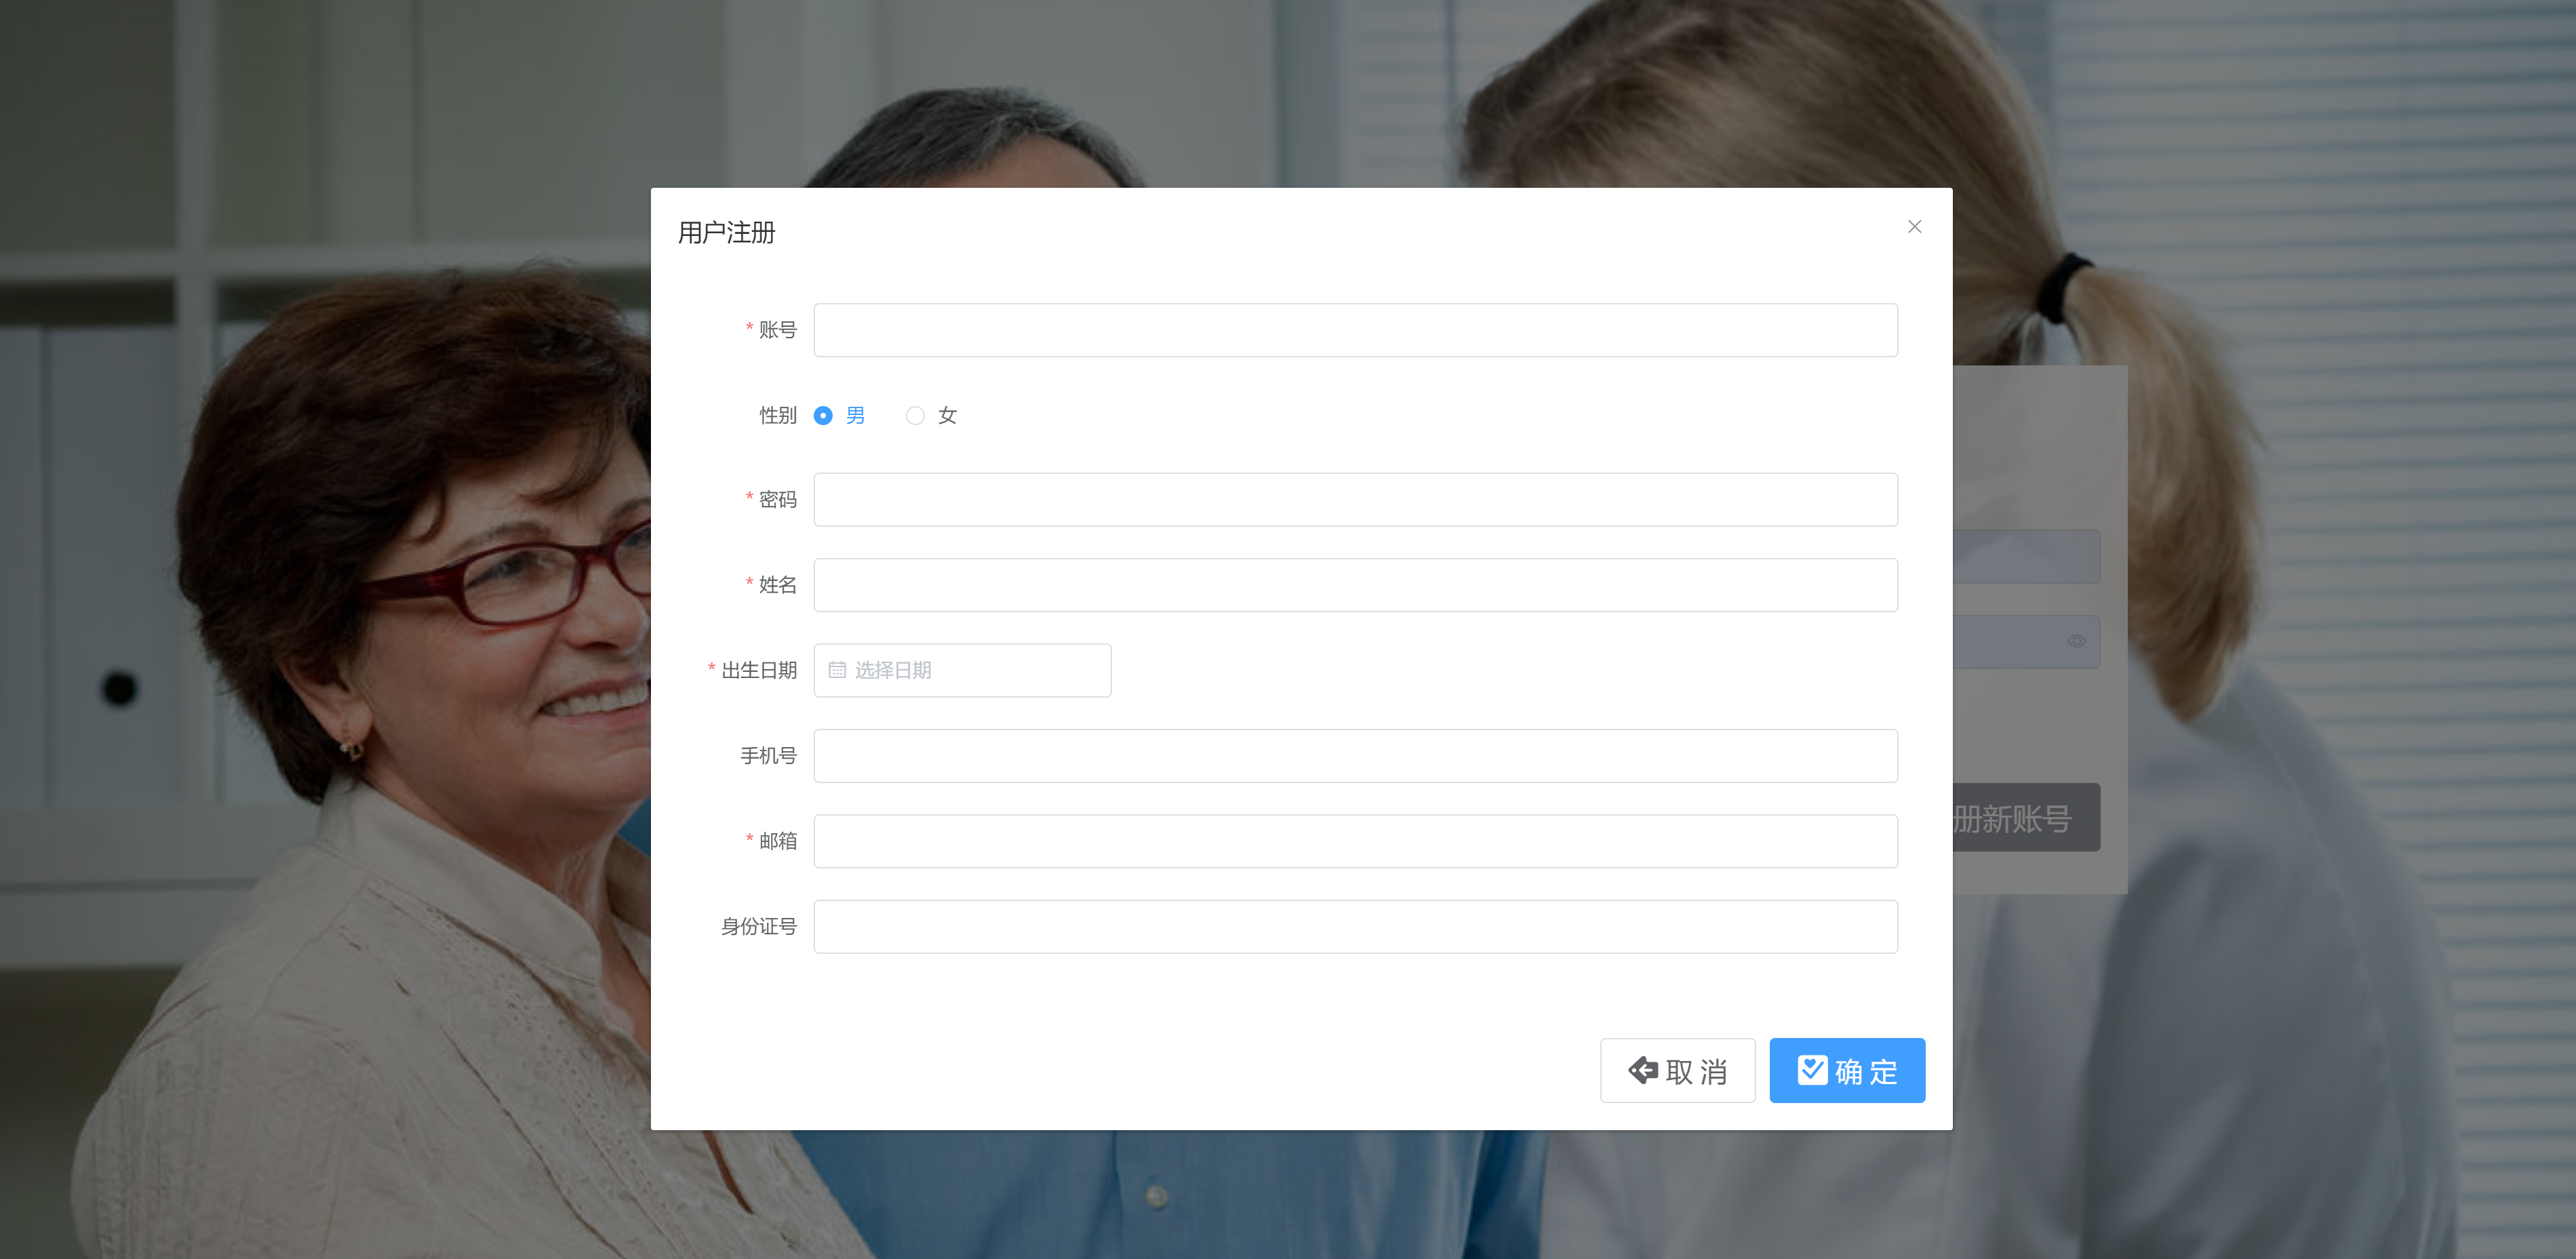 用户注册
* 账号
性别 男 女
* 密码
* 姓名
* 出生日期 选择日期
手机号
* 邮箱
身份证号
册新账号
取 消 确 定